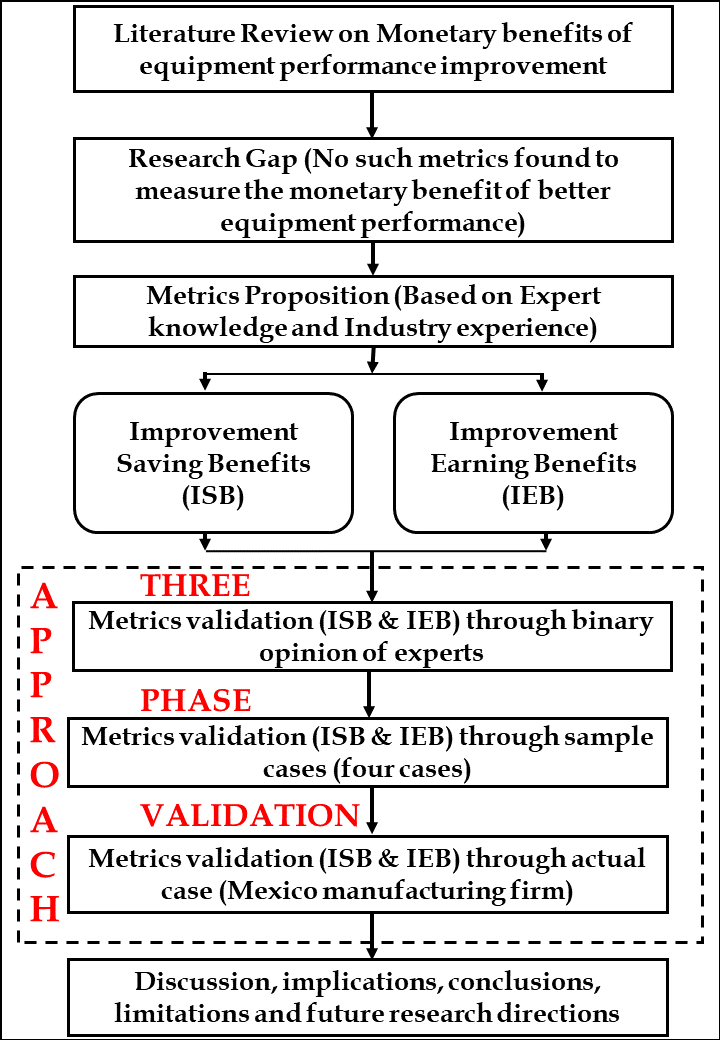 Literature Review on Monetary benefits of
equipment performance improvement
Research Gap (No such metrics found to
measure the monetary benefit of better
equipment performance)
Metrics Proposition (Based on Expert
knowledge and Industry experience)
Improvement
Saving Benefits
(ISB)
Improvement
Earning Benefits
(IEB)
APPROACH
THREE
Metrics validation (ISB & IEB) through binary
opinion of experts
PHASE
Metrics validation (ISB & IEB) through sample
cases (four cases)
VALIDATION
Metrics validation (ISB & IEB) through actual
case (Mexico manufacturing firm)
Discussion, implications, conclusions,
limitations and future research directions